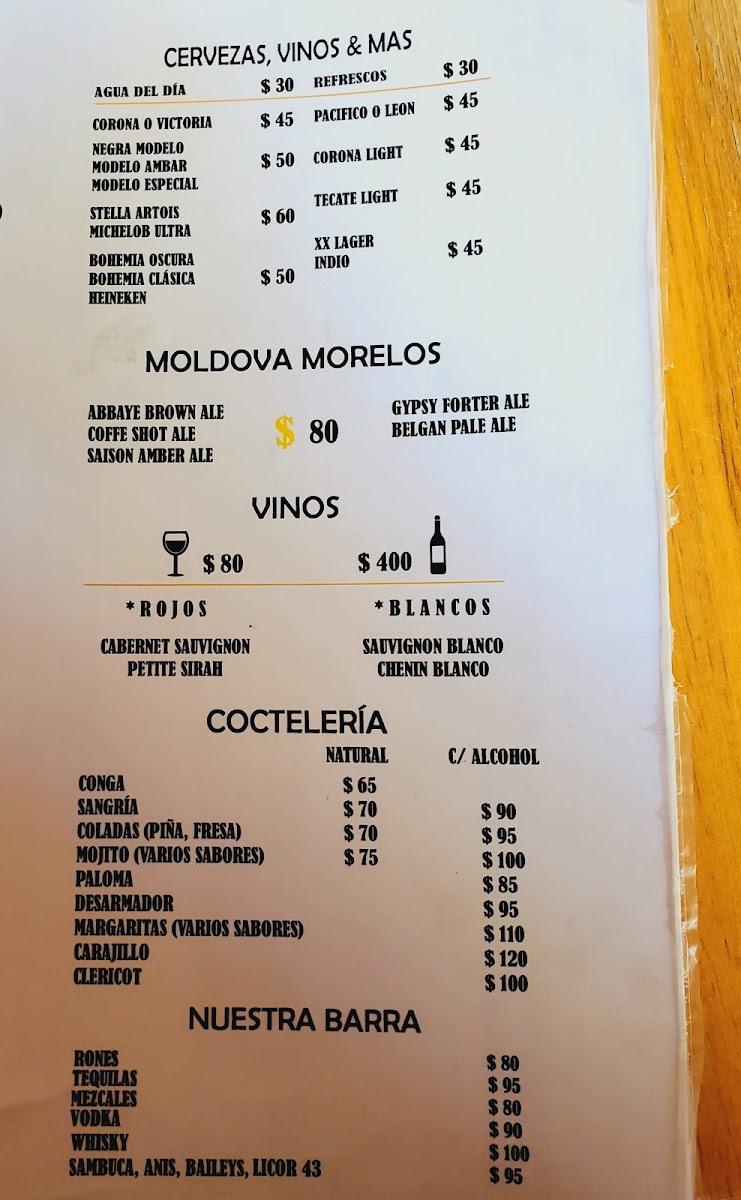 CERVEZAS, VINOS & MAS
AGUA DEL DÍA $ 30 REFRESCOS $ 30
CORONA O VICTORIA $ 45 PACIFICO O LEON $ 45
NEGRA MODELO
MODELO AMBAR $ 50 CORONA LIGHT $ 45
MODELO ESPECIAL
TECATE LIGHT $ 45
STELLA ARTOIS $ 60
MICHELOB ULTRA
XX LAGER $ 45
INDIO
BOHEMIA OSCURA
BOHEMIA CLÁSICA $ 50
HEINEKEN
MOLDOVA MORELOS
ABBAYE BROWN ALE GYPSY FORTER ALE
COFFE SHOT ALE $ 80 BELGAN PALE ALE
SAISON AMBER ALE
VINOS
$ 80 $ 400
*ROJOS *BLANCOS
CABERNET SAUVIGNON SAUVIGNON BLANCO
PETITE SIRAH CHENIN BLANCO
COCTELERÍA
NATURAL C/ ALCOHOL
CONGA $ 65
SANGRÍA $ 70 $ 90
COLADAS (PIÑA, FRESA) $ 70 $ 95
MOJITO (VARIOS SABORES) $ 75 $ 100
PALOMA $ 85
DESARMADOR $ 95
MARGARITAS (VARIOS SABORES) $ 110
CARAJILLO $ 120
CLERICOT $ 100
NUESTRA BARRA
RONES $ 80
TEQUILAS $ 95
MEZCALES $ 80
VODKA $ 90
WHISKY $ 100
SAMBUCA, ANIS, BAILEYS, LICOR 43 $ 95